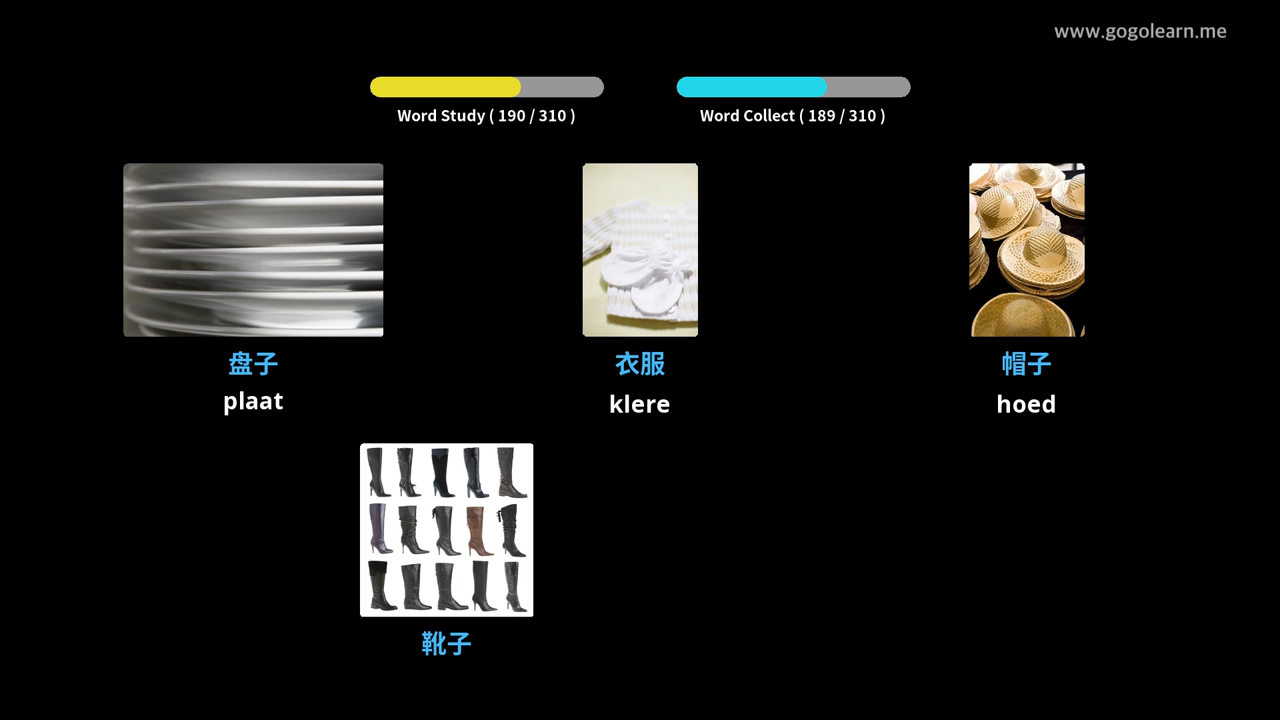 www.gogolearn.me
Word Study ( 190 / 310 )
Word Collect ( 189 / 310 )
盘子
plaat
衣服
klere
帽子
hoed
靴子